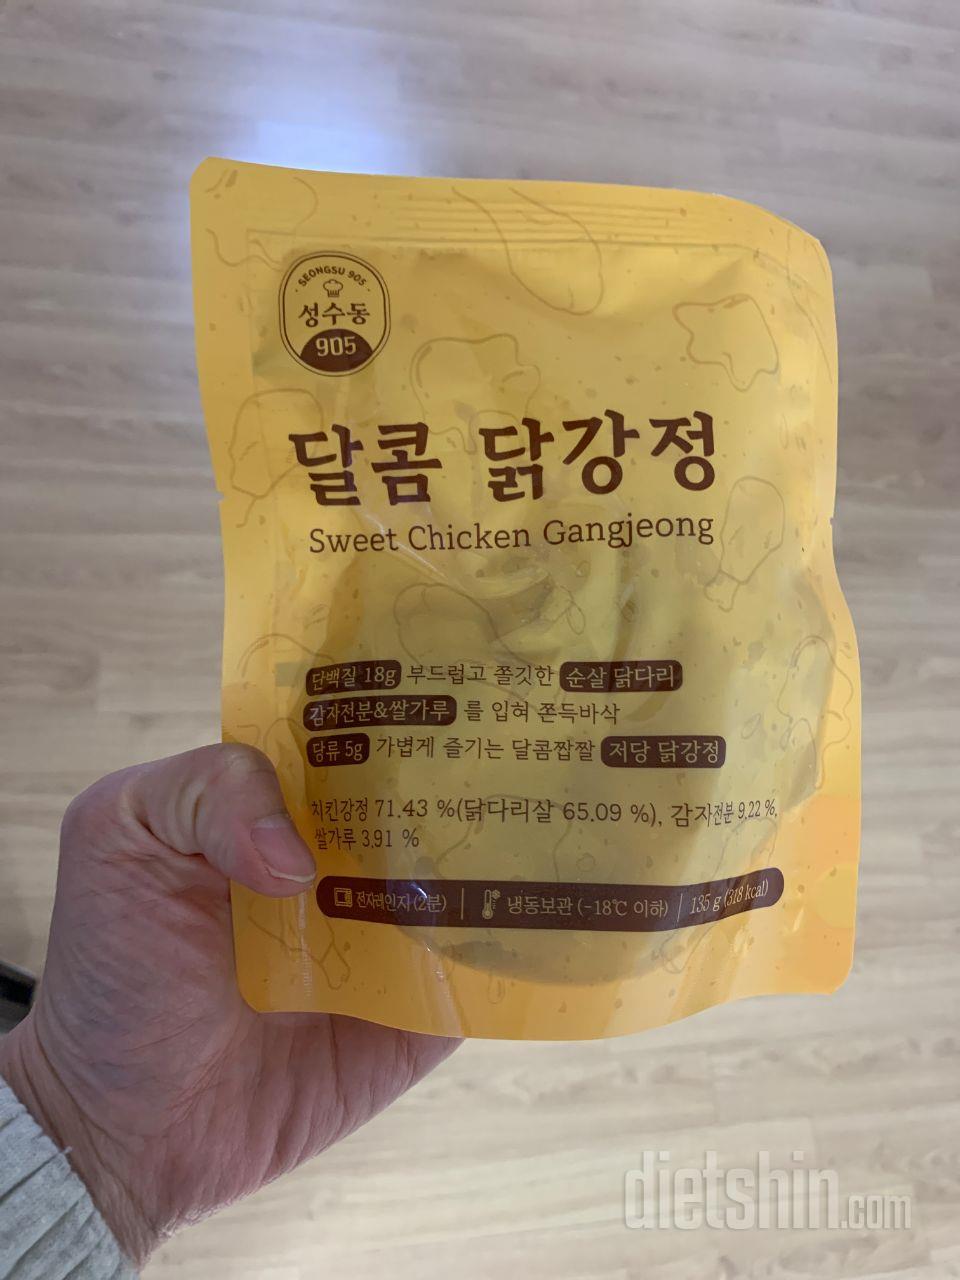 SEONGSU 905
성수동
905
달콤 닭강정
Sweet Chicken Gangjeong
단백질 18g 부드럽고 쫄깃한 순살 닭다리
감자전분&쌀가루 를 입혀 쫀득바삭
당류 5g 가볍게 즐기는 달콤짭짤 저당 닭강정
치킨강정 71.43 %(닭다리살 65.09 %), 감자전분 9.22 %,
쌀가루 3.91 %
전자레인지(2분) | 냉동보관 (-18℃ 이하) | 135 g (318 kcal)
dietshin.com